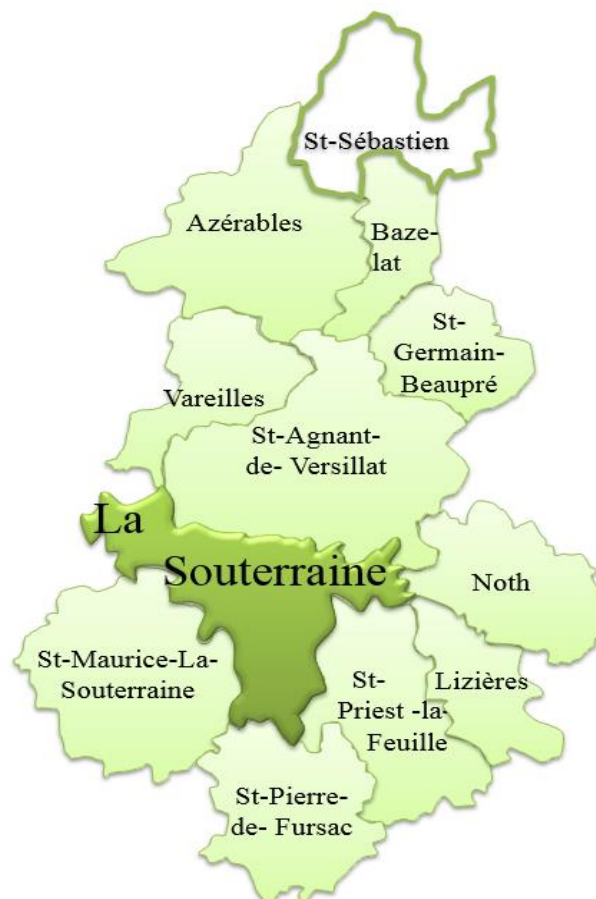 St-Sébastien
Azérables
Baze-
lat
St-
Germain-
Beaupré
Vareilles
St-Agnant-
de- Versillat
La
Souterraine
Noth
St-Maurice-La-
Souterraine
St-
Priest -la-
Feuille
Lizières
St-Pierre-
de- Fursac